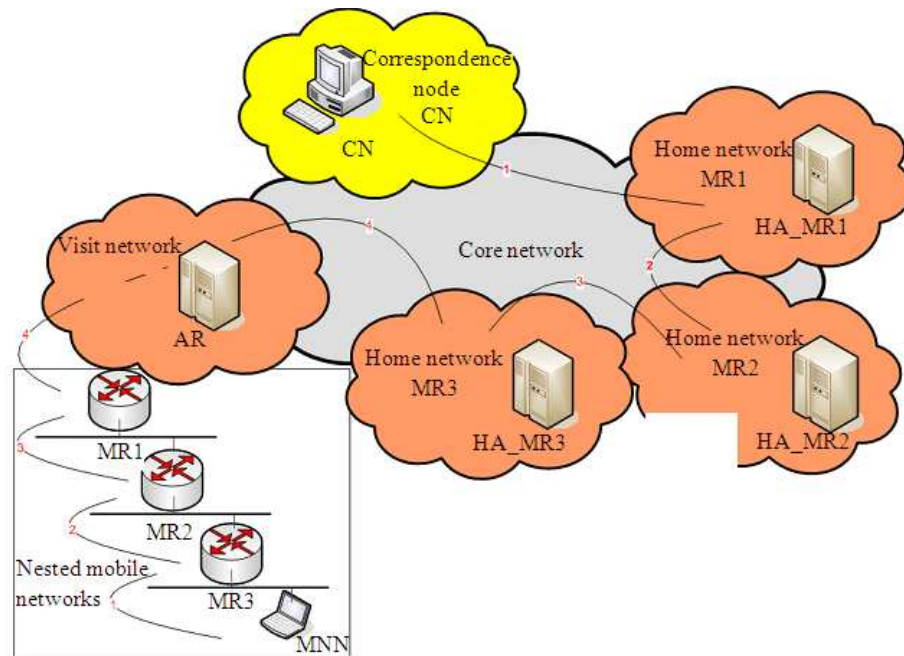 Correspondence
node
CN
CN
Home network
MR1
HA_MR1
1
Visit network
4
Core network
2
3
AR
4
Home network
MR3
HA_MR3
Home network
MR2
HA_MR2
MR1
3
MR2
2
Nested mobile
networks
1
MR3
MNN